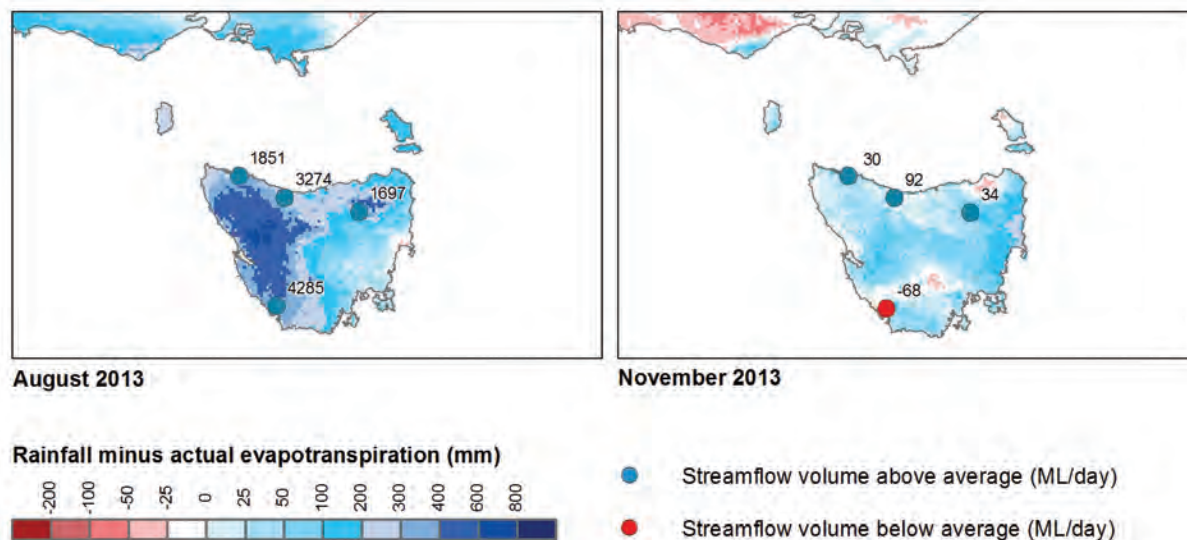 1851
3274
1697
4285
30
92
34
-68
August 2013
November 2013
Rainfall minus actual evapotranspiration (mm)
-200 -100 -50 -25 0 25 50 100 200 300 400 600 800
Streamflow volume above average (ML/day)
Streamflow volume below average (ML/day)